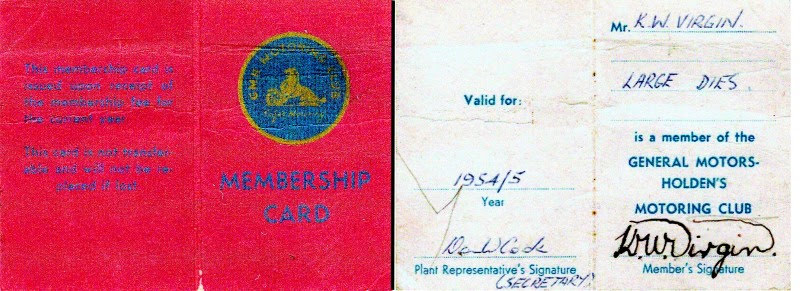 This membership card is
issued upon receipt of
the membership fee for
the current year.
This card is not transfer-
able and will not be re-
placed if lost.
MEMBERSHIP
CARD
Valid for:
1954/5
Year
Plant Representative's Signature
(SECRETARY)
Mr. K.W. VIRGIN.
LARGE DIES.
is a member of the
GENERAL MOTORS-
HOLDEN'S
MOTORING CLUB
K.W. Virgin.
Member's Signature